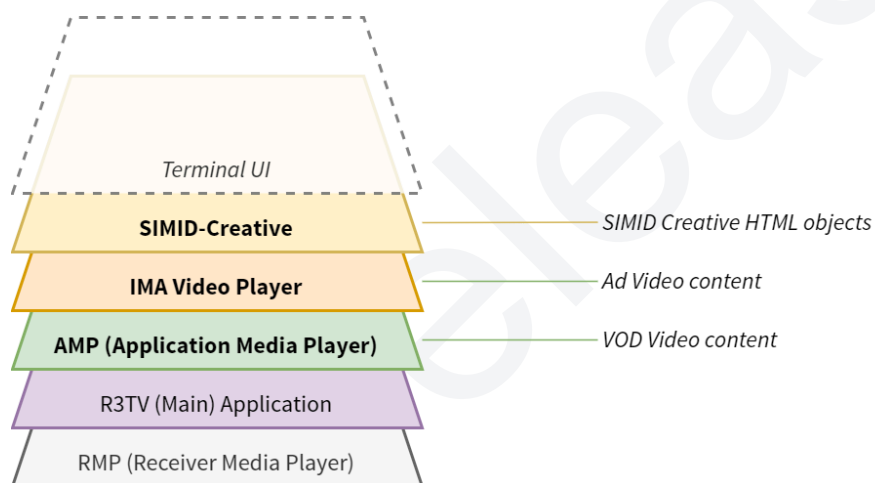 Terminal UI
SIMID-Creative
SIMID Creative HTML objects
IMA Video Player
Ad Video content
AMP (Application Media Player)
VOD Video content
R3TV (Main) Application
RMP (Receiver Media Player)
eleas